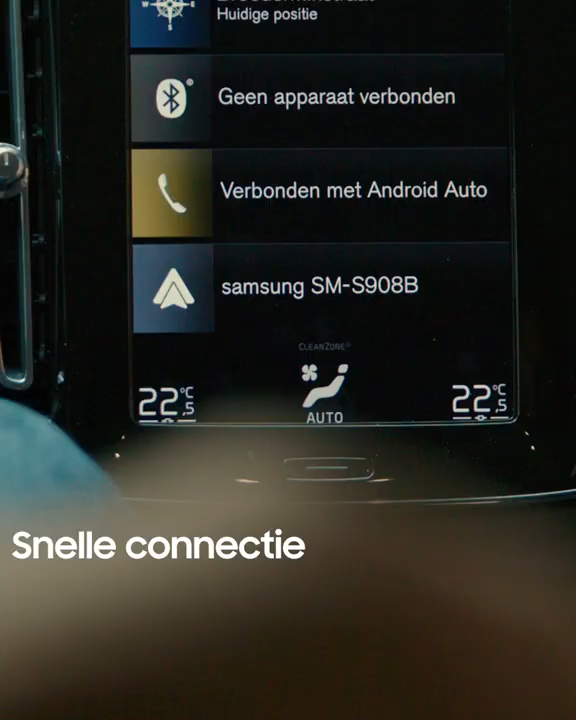 Huidige positie
Geen apparaat verbonden
Verbonden met Android Auto
samsung SM-S908B
CLEANZONE
22,5 °C
22,5 °C
AUTO
Snelle connectie